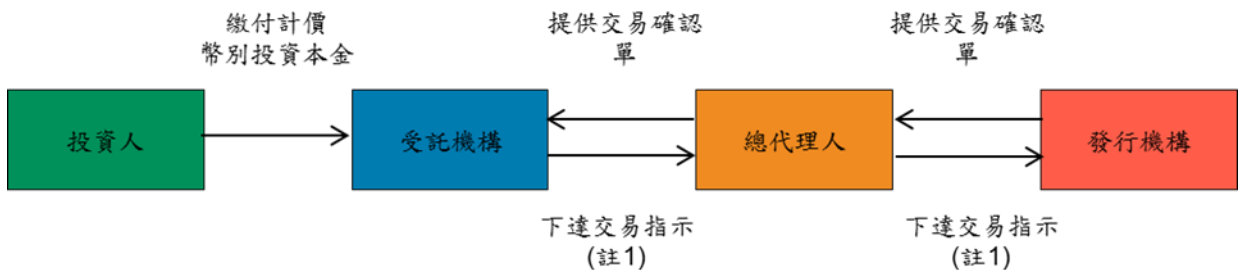 繳付計價
幣別投資本金
提供交易確認
單
提供交易確認
單
投資人
受託機構
總代理人
發行機構
下達交易指示
(註1)
下達交易指示
(註1)